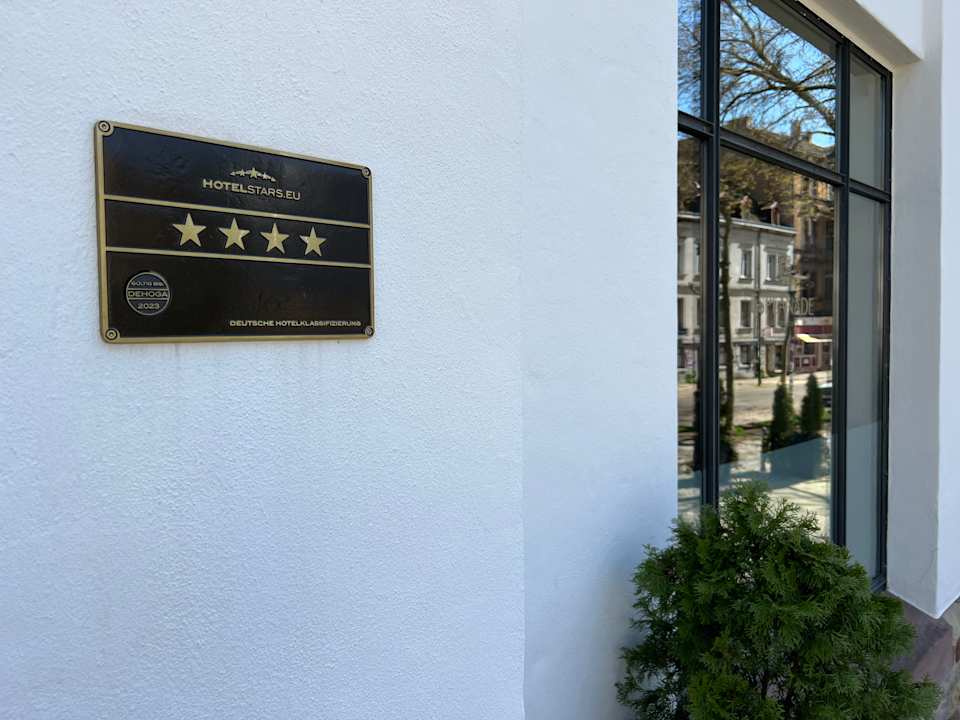 HOTELSTARS.EU
GÜLTIG BIS:
DEHOGA
2023
DEUTSCHE HOTELKLASSIFIZIERUNG